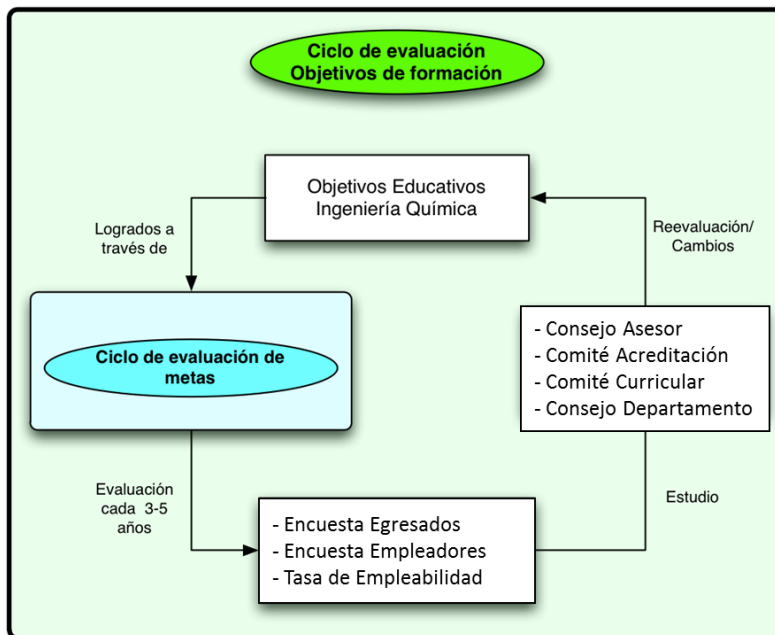 Ciclo de evaluación
Objetivos de formación
Objetivos Educativos
Ingeniería Química
Logrados a
través de
Reevaluación/
Cambios
Ciclo de evaluación de
metas
- Consejo Asesor
- Comité Acreditación
- Comité Curricular
- Consejo Departamento
Evaluación
cada 3-5
años
Estudio
- Encuesta Egresados
- Encuesta Empleadores
- Tasa de Empleabilidad